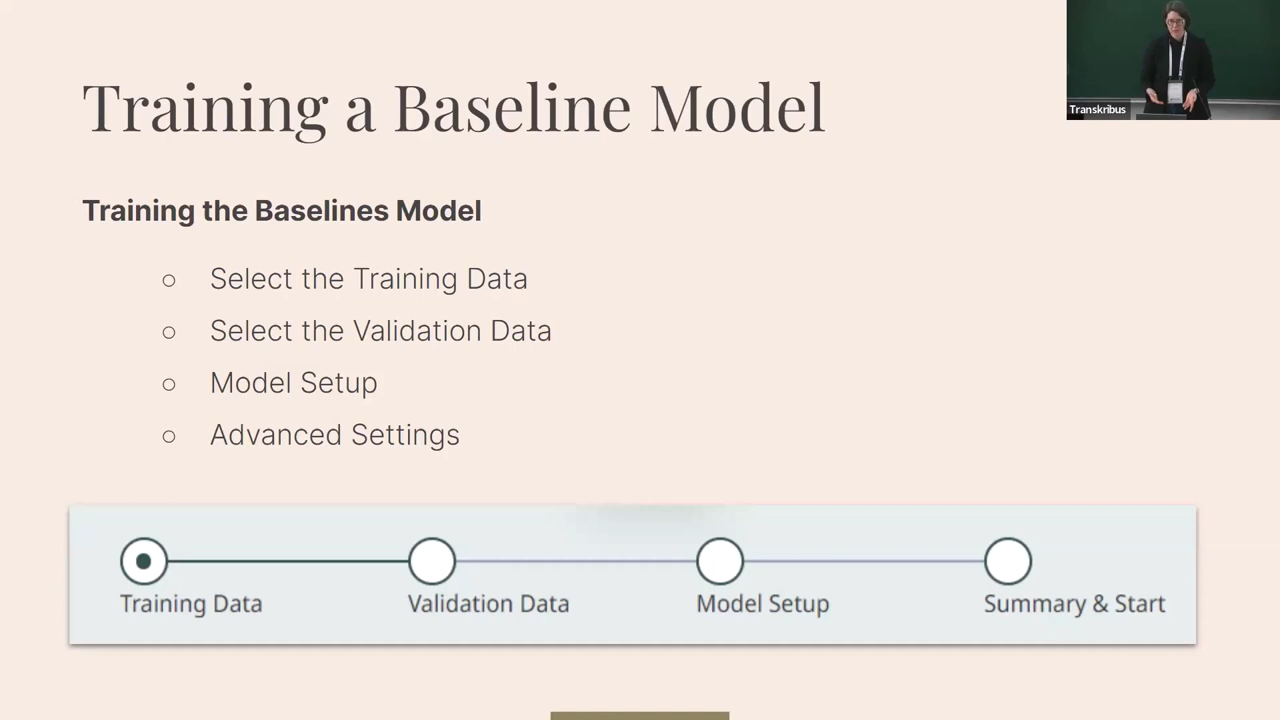 Training a Baseline Model
Transkribus
Training the Baselines Model
○ Select the Training Data
○ Select the Validation Data
○ Model Setup
○ Advanced Settings
Training Data
Validation Data
Model Setup
Summary & Start